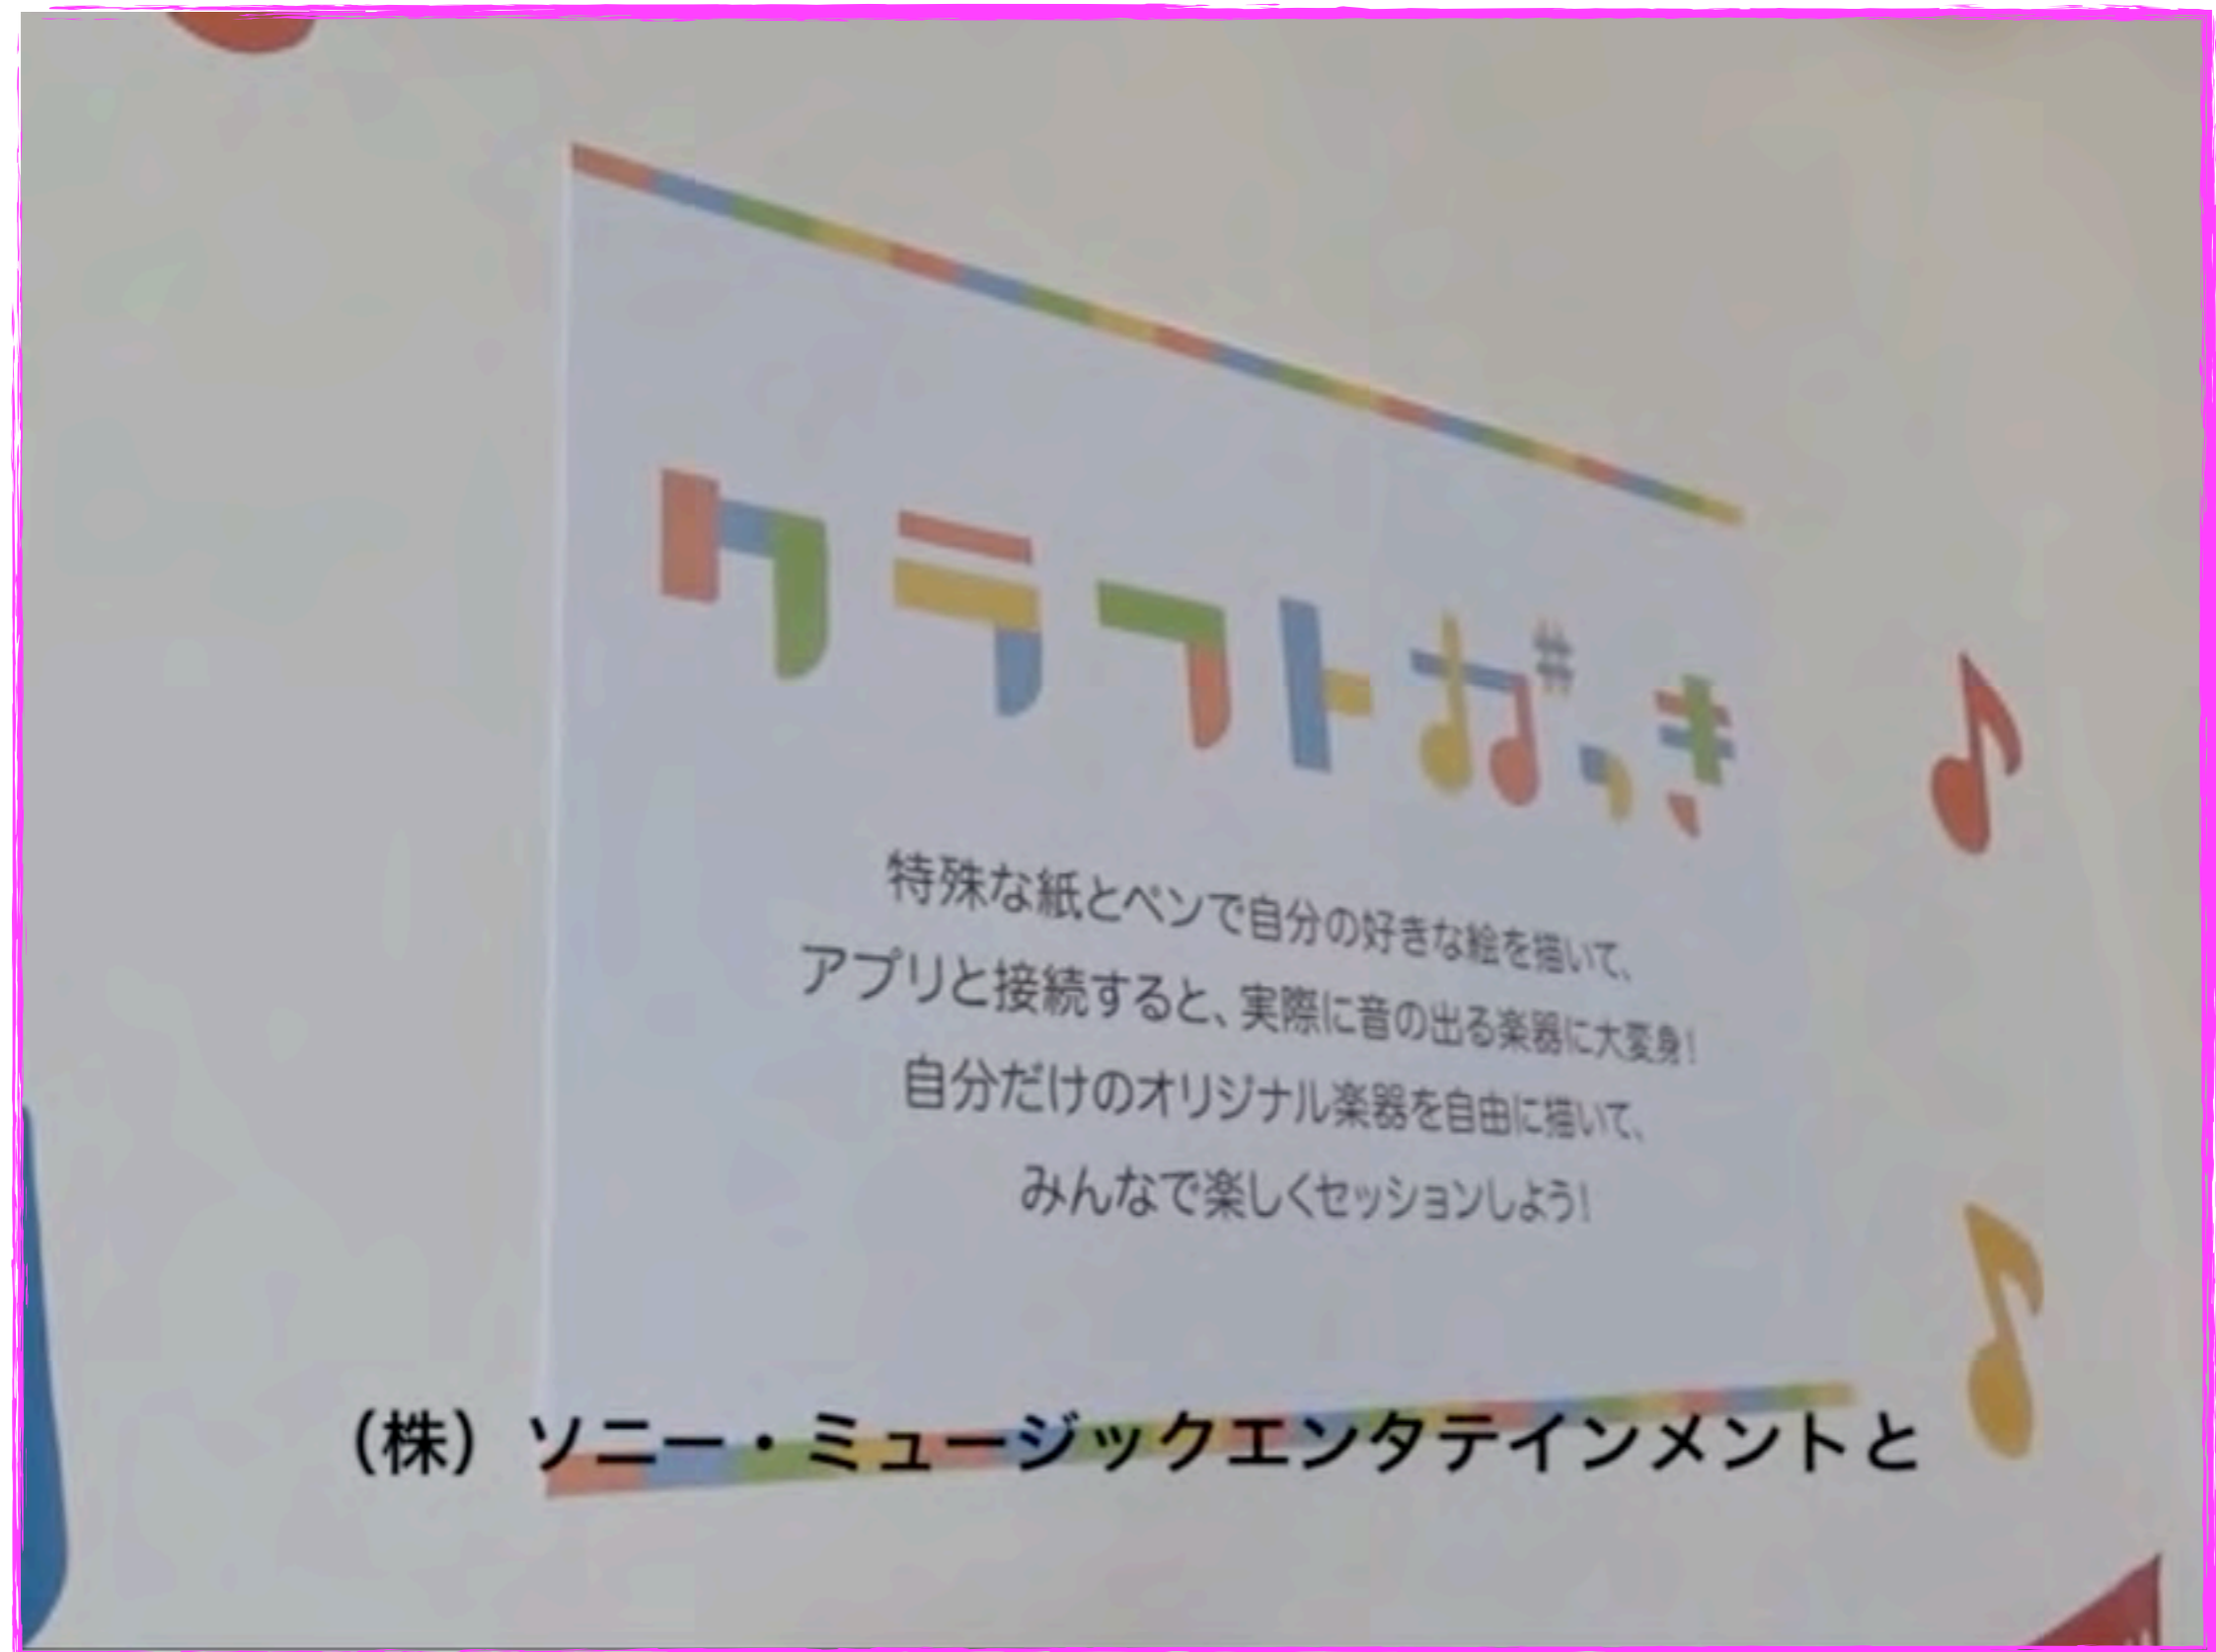 クラフトがっき
特殊な紙とペンで自分の好きな絵を描いて、
アプリと接続すると、実際に音の出る楽器に大変身!
自分だけのオリジナル楽器を自由に描いて、
みんなで楽しくセッションしよう!
（株）ソニー・ミュージックエンタテインメントと